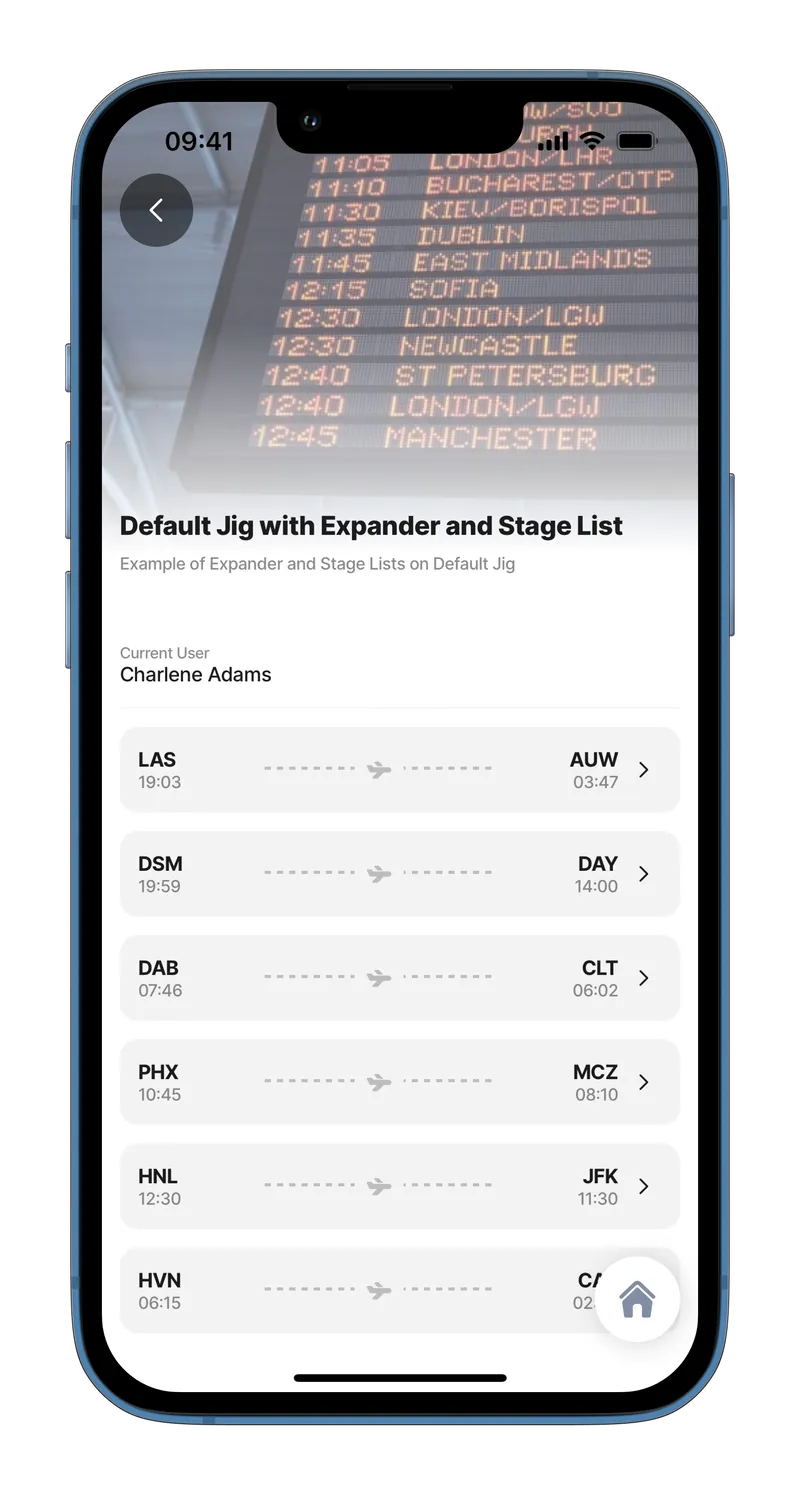 09:41
11:05 LONDON/LHR
11:10 BUCHAREST/OTP
11:30 KIEV/BORISPOL
11:35 DUBLIN
11:45 EAST MIDLANDS
12:15 SOFIA
12:30 LONDON/LGW
12:30 NEWCASTLE
12:40 ST PETERSBURG
12:40 LONDON/LGW
12:45 MANCHESTER
Default Jig with Expander and Stage List
Example of Expander and Stage Lists on Default Jig
Current User
Charlene Adams
LAS AUW
19:03 03:47
DSM DAY
19:59 14:00
DAB CLT
07:46 06:02
PHX MCZ
10:45 08:10
HNL JFK
12:30 11:30
HVN
06:15